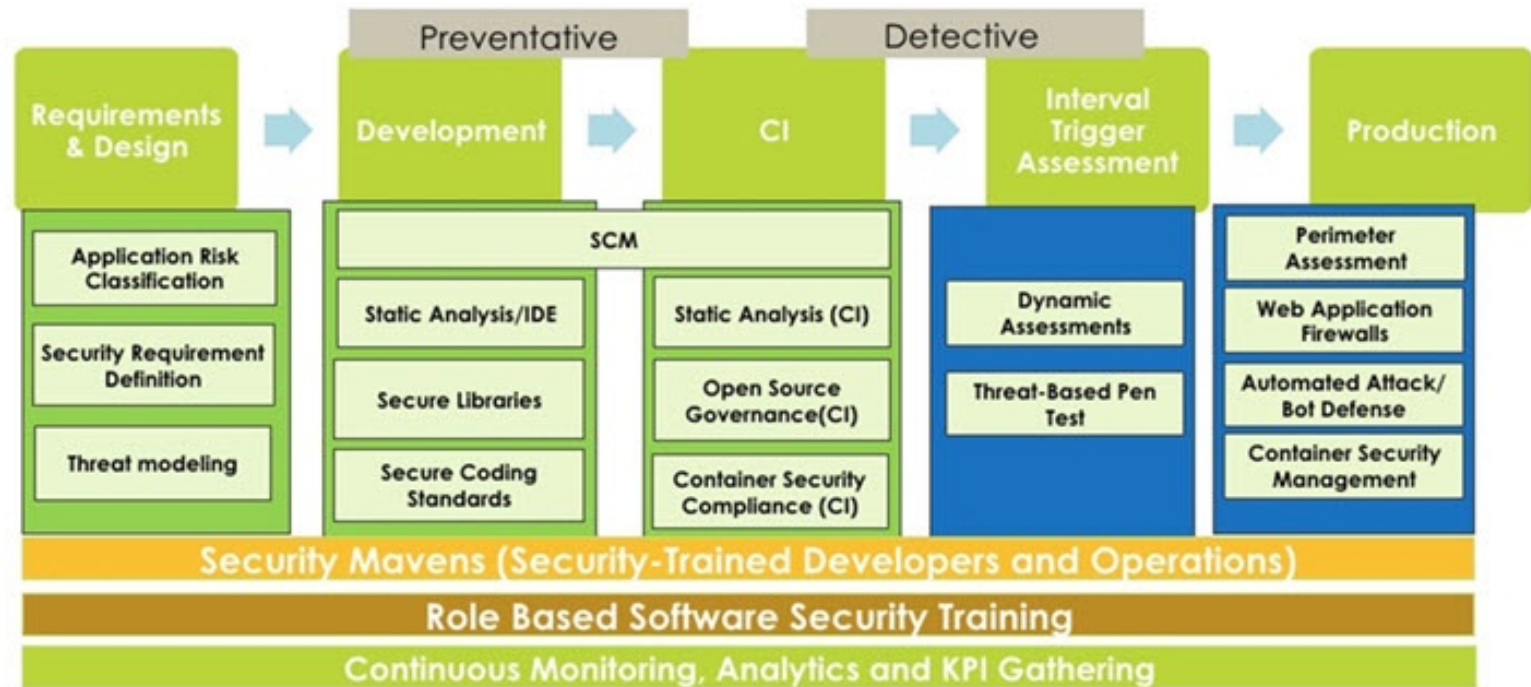 Preventative
Detective
Requirements
& Design
Development
CI
Interval
Trigger
Assessment
Production
Application Risk
Classification
Security Requirement
Definition
Threat modeling
SCM
Static Analysis/IDE
Secure Libraries
Secure Coding
Standards
Static Analysis (CI)
Open Source
Governance(CI)
Container Security
Compliance (CI)
Dynamic
Assessments
Threat-Based Pen
Test
Perimeter
Assessment
Web Application
Firewalls
Automated Attack/
Bot Defense
Container Security
Management
Security Mavens (Security-Trained Developers and Operations)
Role Based Software Security Training
Continuous Monitoring, Analytics and KPI Gathering